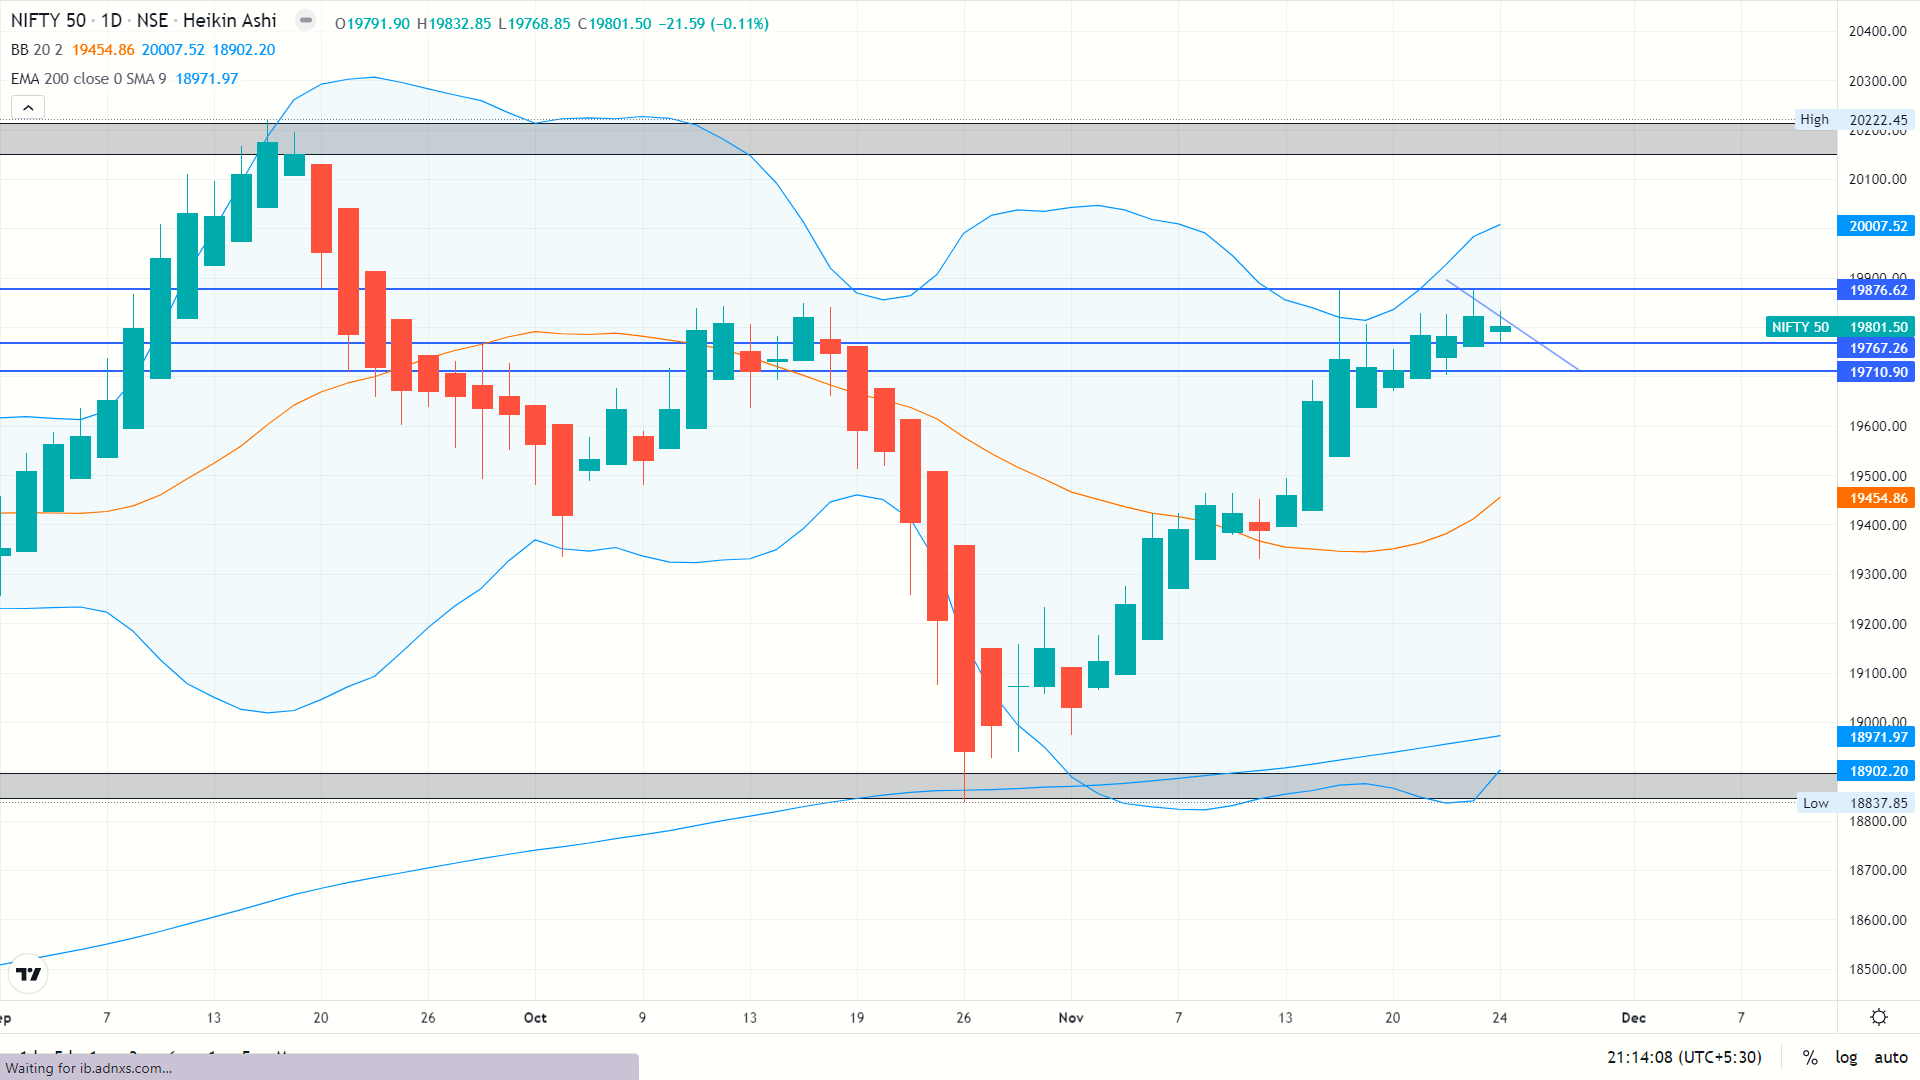 NIFTY 50 · 1D · NSE · Heikin Ashi O19791.90 H19832.85 L19768.85 C19801.50 −21.59 (−0.11%)
BB 20 2 19454.86 20007.52 18902.20
EMA 200 close 0 SMA 9 18971.97
20400.00
20300.00
High 20222.45
20200.00
20100.00
20007.52
19900.00
19876.62
NIFTY 50 19801.50
19767.26
19710.90
19600.00
19500.00
19454.86
19400.00
19300.00
19200.00
19100.00
19000.00
18971.97
18902.20
Low 18837.85
18800.00
18700.00
18600.00
18500.00
7 13 20 26 Oct 9 13 19 26 Nov 7 13 20 24 Dec 7
21:14:08 (UTC+5:30) % log auto
Waiting for ib.adnxs.com...